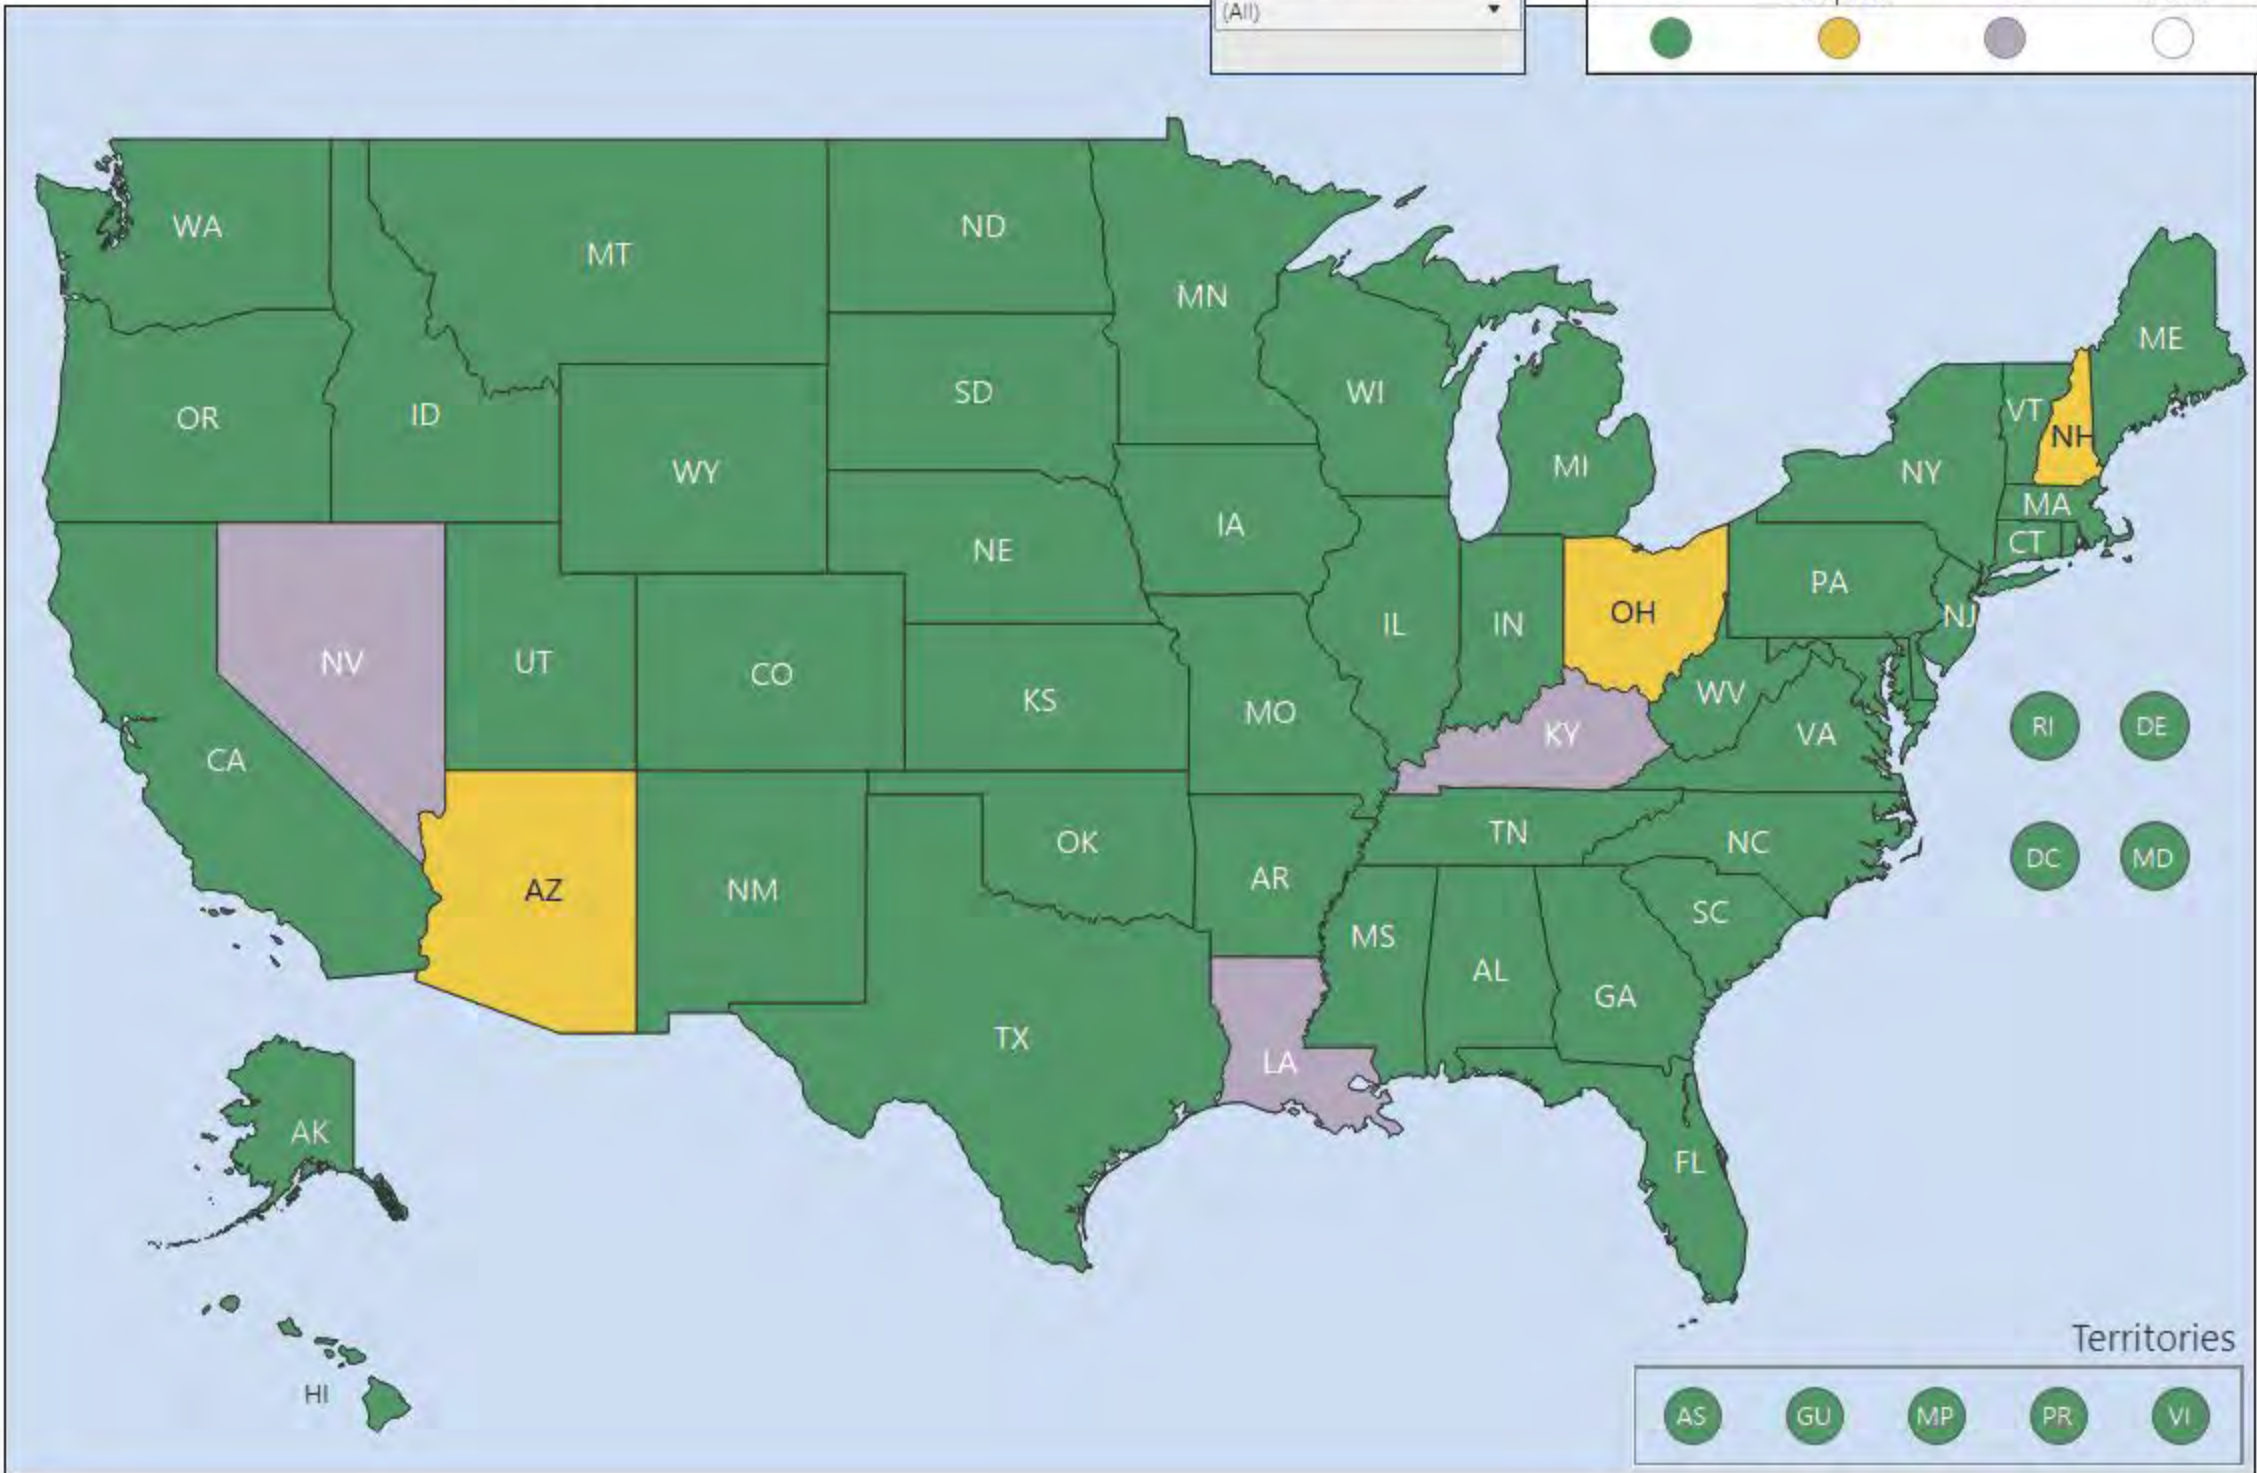 (All)
WA
MT
ND
MN
ME
OR
ID
SD
WI
VT
NH
WY
MI
NY
MA
IA
NE
CT
PA
OH
NJ
NV
UT
CO
IL
IN
KS
WV
MO
KY
VA
RI
DE
CA
OK
TN
NC
DC
MD
AZ
NM
AR
SC
MS
AL
GA
TX
LA
AK
FL
Territories
HI
AS GU MP PR VI